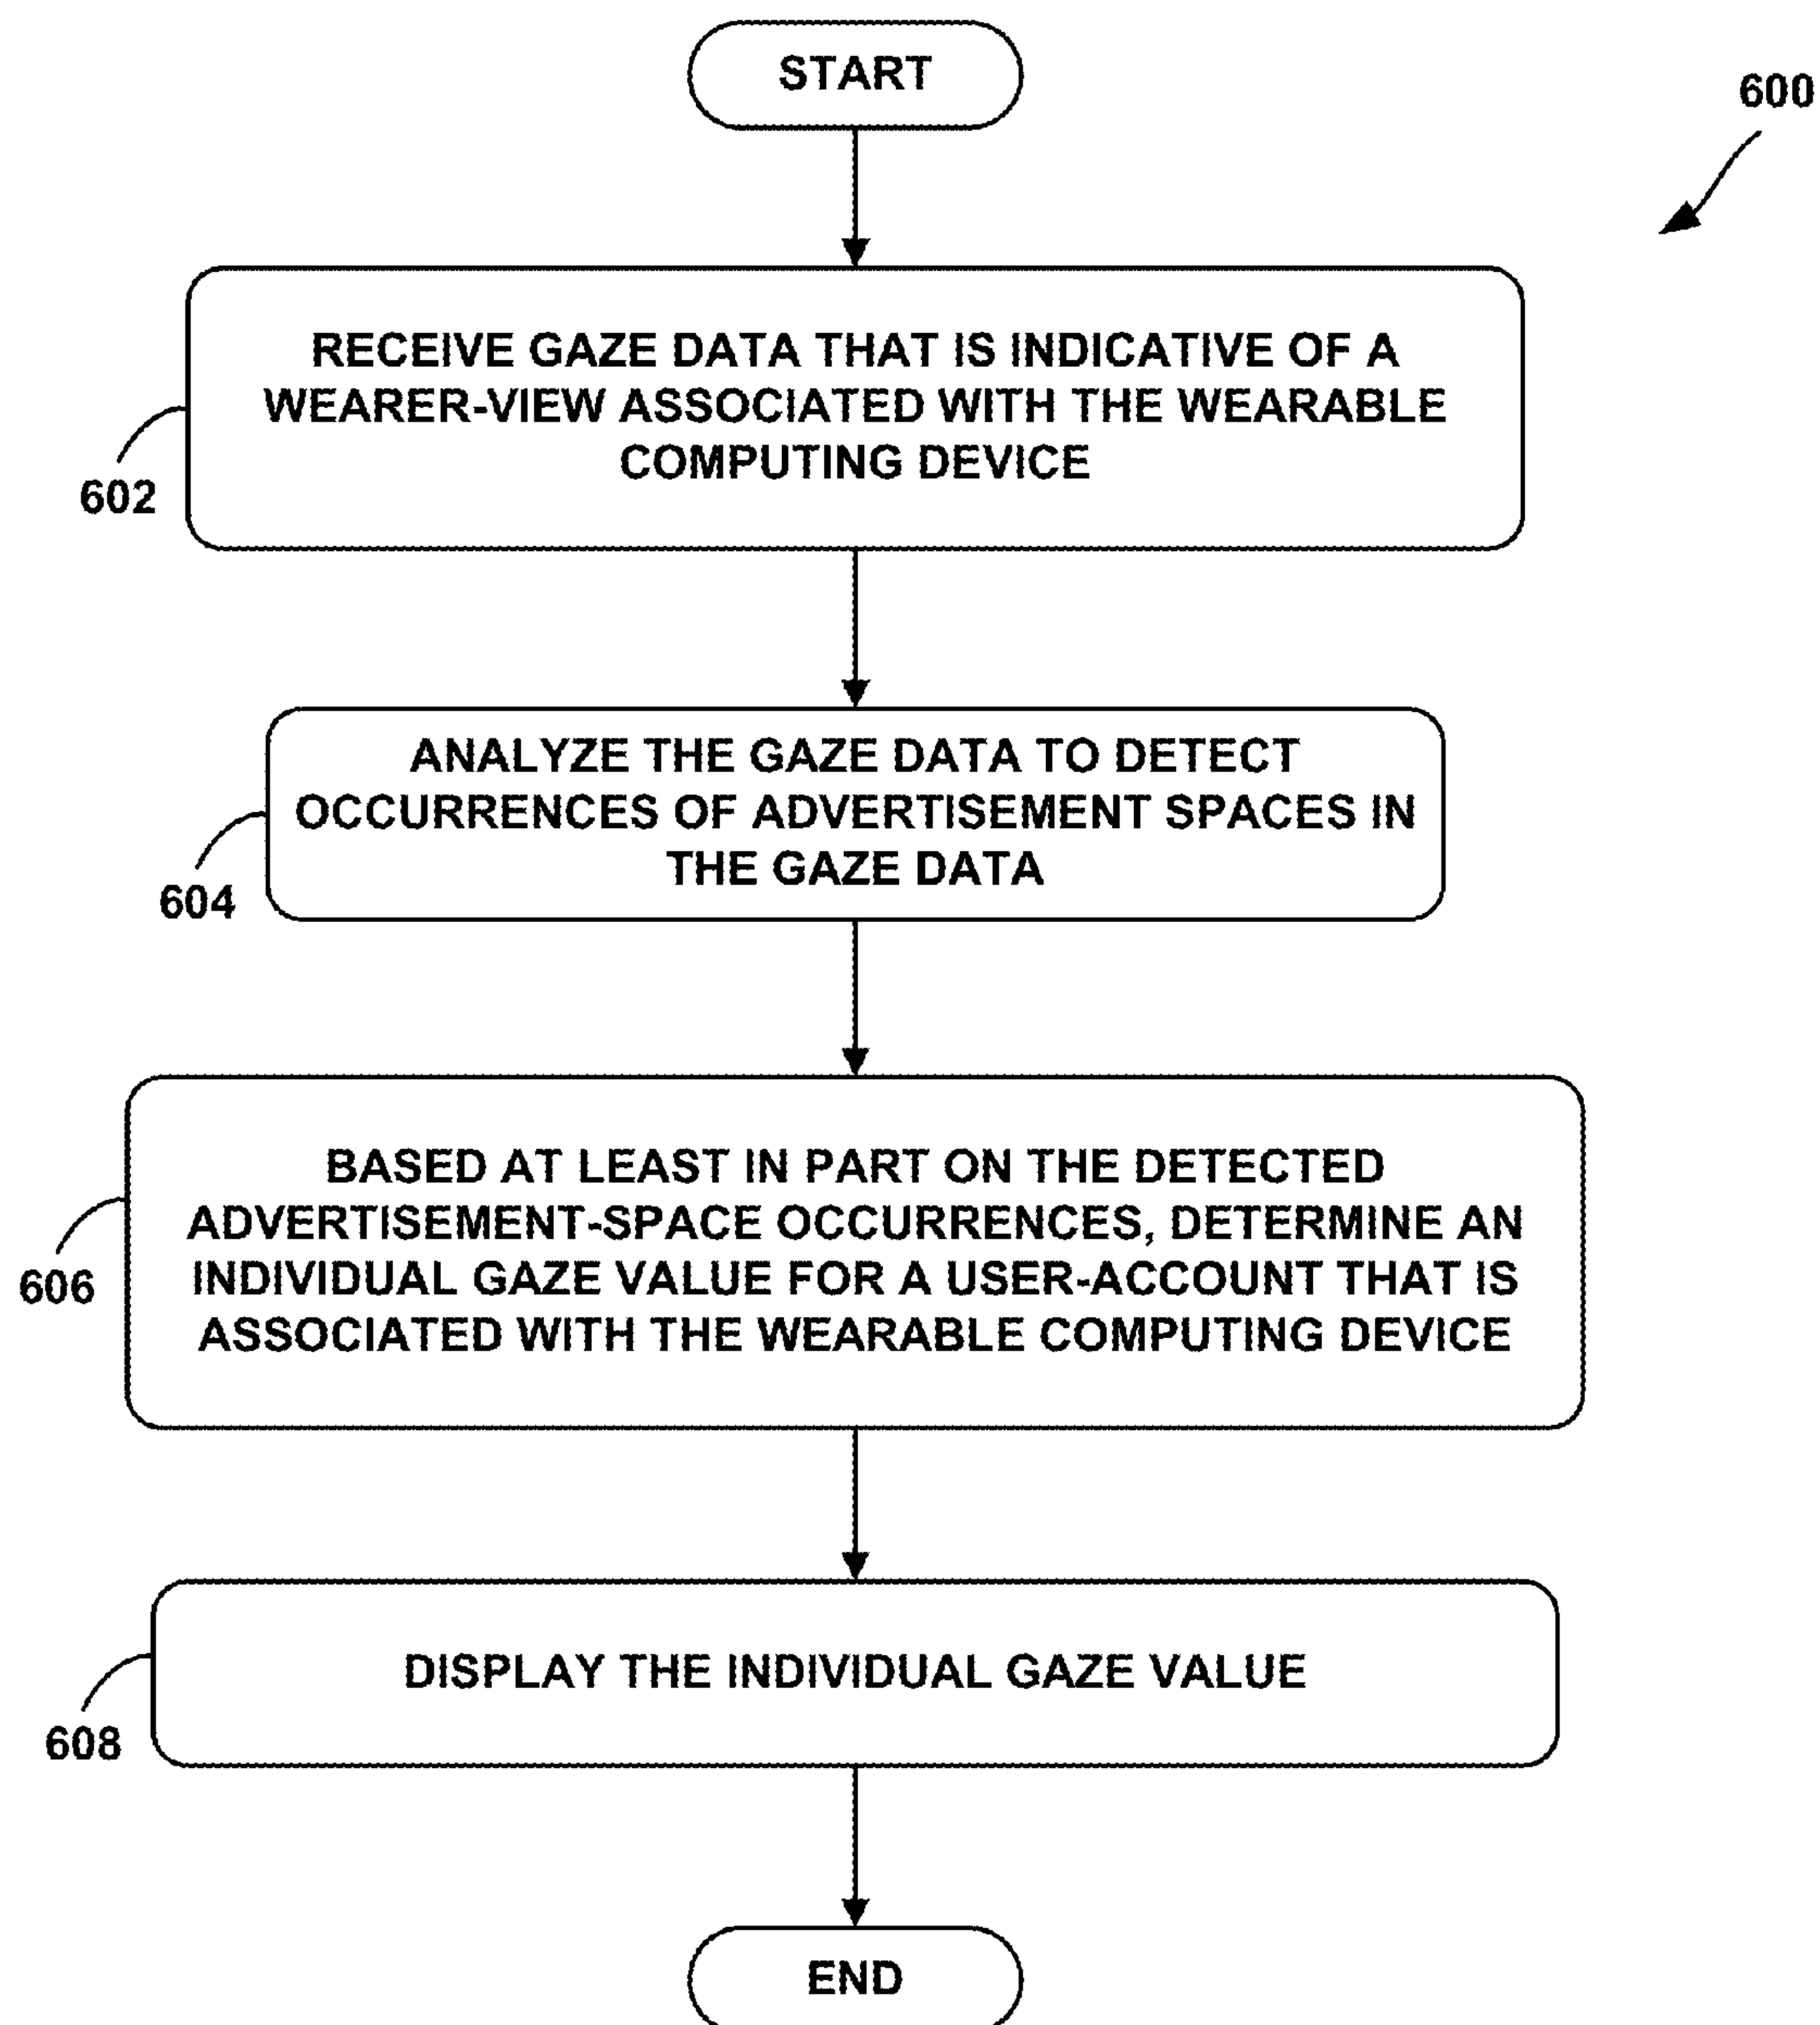 START
600
RECEIVE GAZE DATA THAT IS INDICATIVE OF A
WEARER-VIEW ASSOCIATED WITH THE WEARABLE
COMPUTING DEVICE
602
ANALYZE THE GAZE DATA TO DETECT
OCCURRENCES OF ADVERTISEMENT SPACES IN
THE GAZE DATA
604
BASED AT LEAST IN PART ON THE DETECTED
ADVERTISEMENT-SPACE OCCURRENCES, DETERMINE AN
INDIVIDUAL GAZE VALUE FOR A USER-ACCOUNT THAT IS
ASSOCIATED WITH THE WEARABLE COMPUTING DEVICE
606
DISPLAY THE INDIVIDUAL GAZE VALUE
608
END